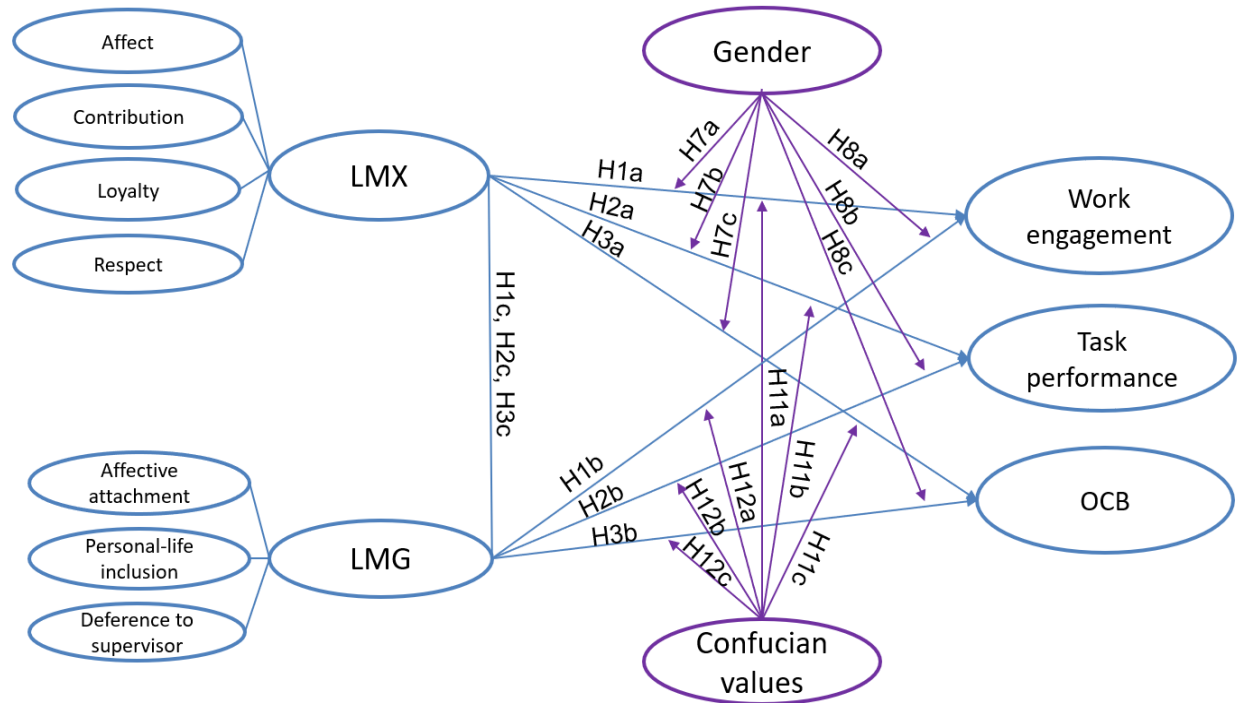 Affect
Contribution
Loyalty
Respect
LMX
Gender
H7a
H7b
H7c
H8a
H8b
H8c
H1a
H2a
H3a
Work
engagement
Task
performance
OCB
H1c, H2c, H3c
H11a
H11b
H11c
H12a
H12b
H12c
H1b
H2b
H3b
Affective
attachment
Personal-life
inclusion
Deference to
supervisor
LMG
Confucian
values